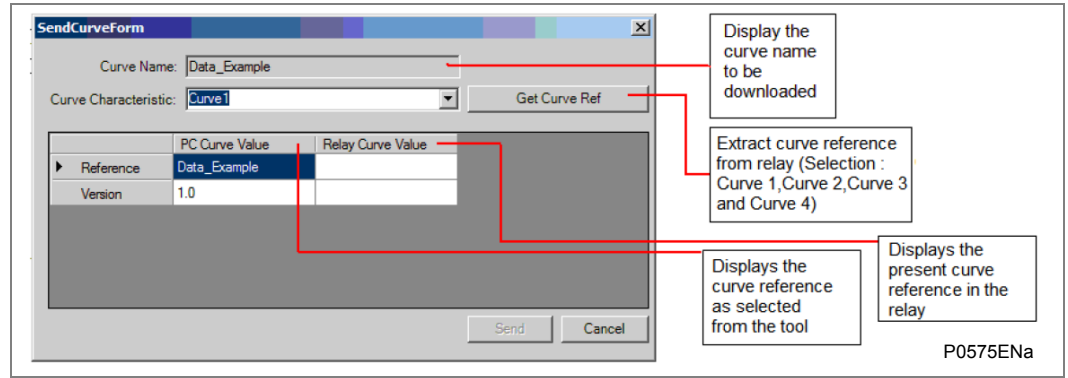 SendCurveForm
Curve Name: Data_Example
Curve Characteristic: Curve1
Get Curve Ref
PC Curve Value Relay Curve Value
Reference Data_Example
Version 1.0
Send Cancel
Display the
curve name
to be
downloaded
Extract curve reference
from relay (Selection :
Curve 1,Curve 2,Curve 3
and Curve 4)
Displays the
curve reference
as selected
from the tool
Displays the
present curve
reference in the
relay
P0575ENa